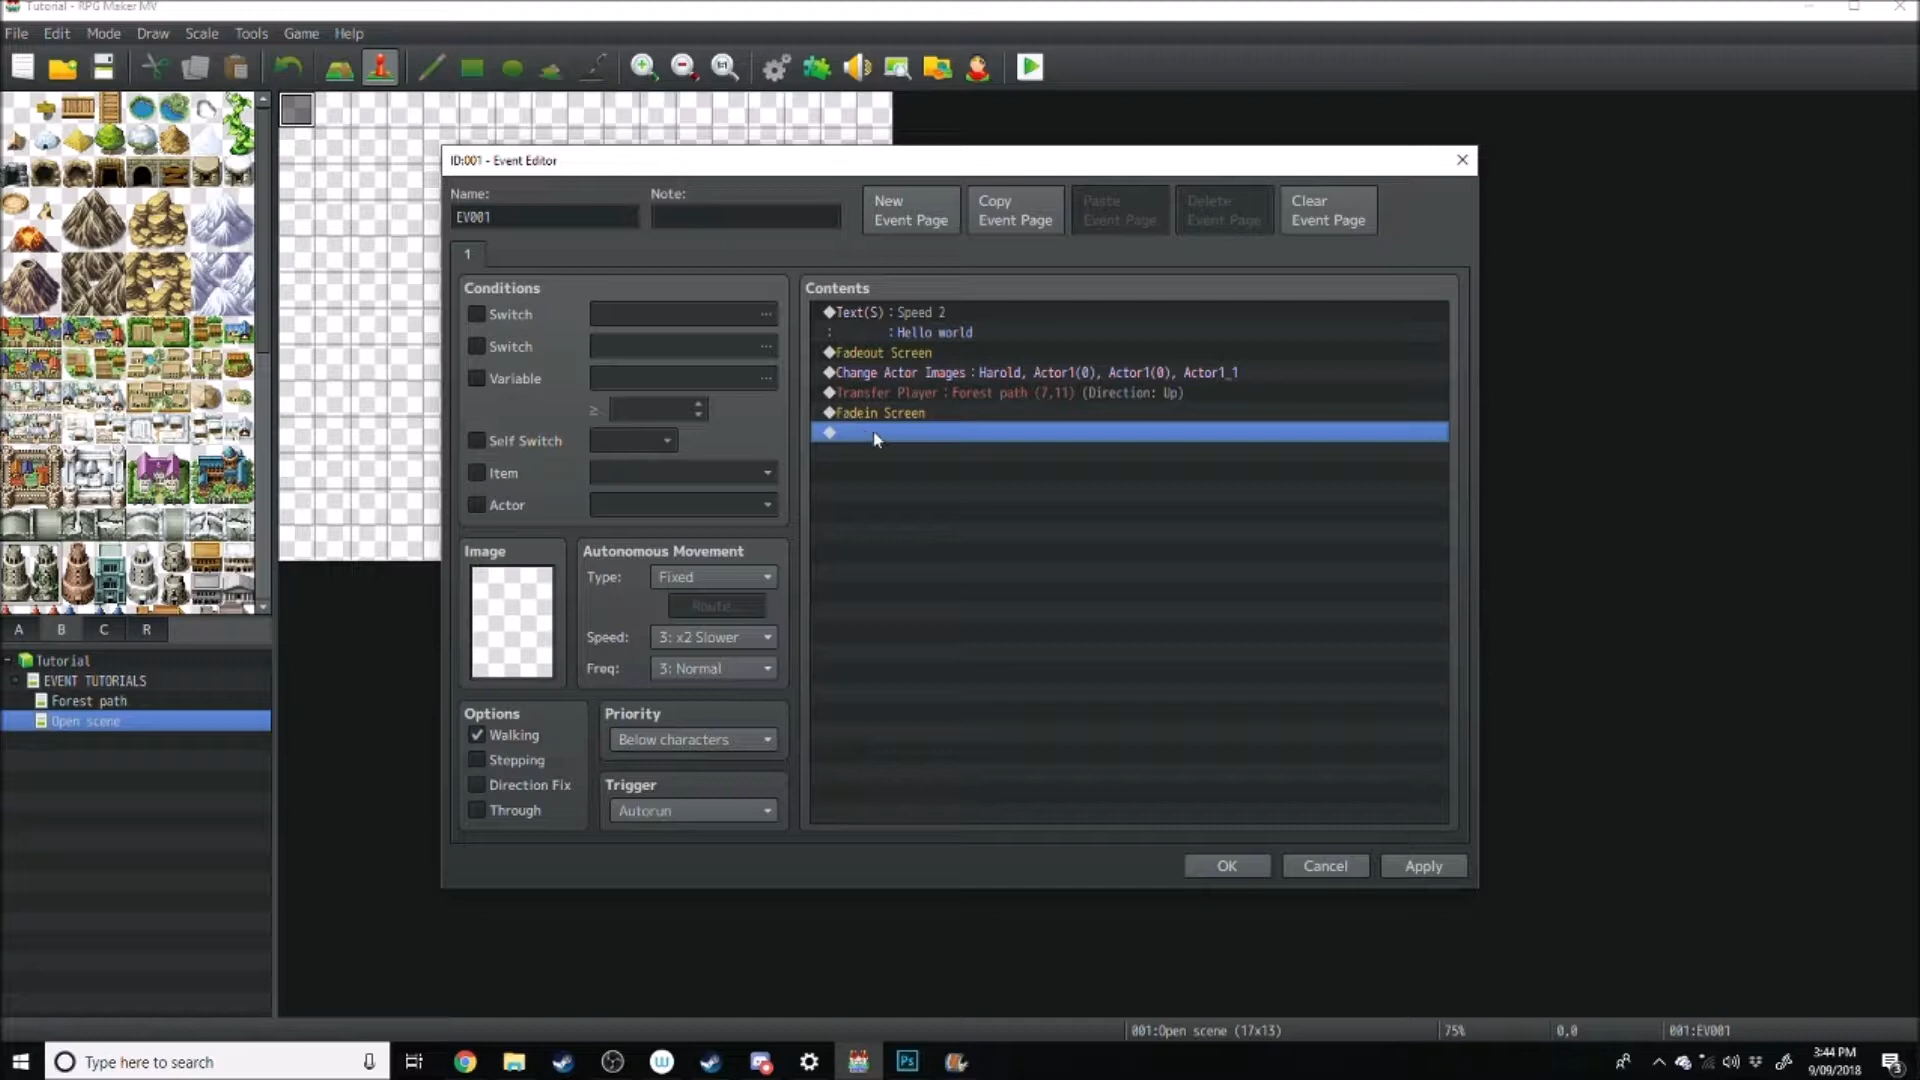 Tutorial - RPG Maker MV
File Edit Mode Draw Scale Tools Game Help
ID:001 - Event Editor
Name:
Note:
EV001
New Event Page
Copy Event Page
Paste Event Page
Delete Event Page
Clear Event Page
1
Conditions
Switch ...
Switch ...
Variable ...
≥
Self Switch
Item
Actor
Image
Autonomous Movement
Type: Fixed
Route...
Speed: 3: x2 Slower
Freq: 3: Normal
Options
Walking
Stepping
Direction Fix
Through
Priority
Below characters
Trigger
Autorun
Contents
◆Text(S) : Speed 2
: : Hello world
◆Fadeout Screen
◆Change Actor Images : Harold, Actor1(0), Actor1(0), Actor1_1
◆Transfer Player : Forest path (7,11) (Direction: Up)
◆Fadein Screen
◆
OK Cancel Apply
A B C R
Tutorial
EVENT TUTORIALS
Forest path
Open scene
001:Open scene (17x13) 75% 0,0 001:EV001
Type here to search
Ps
3:44 PM
9/09/2018
3